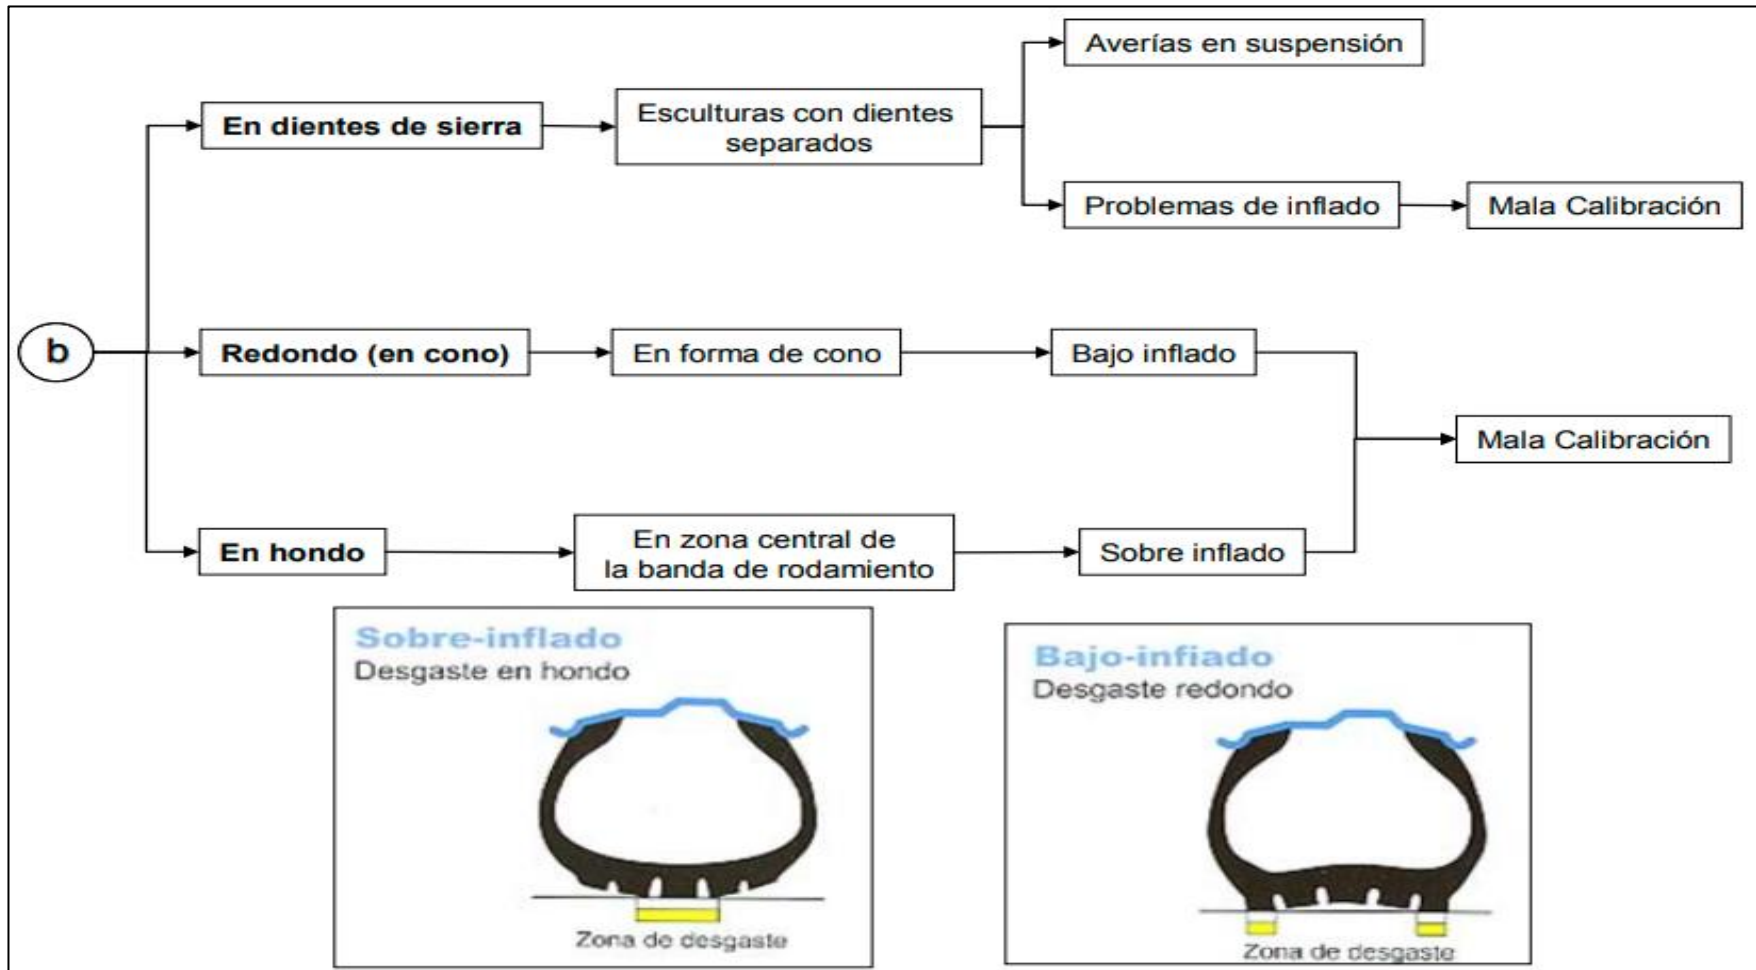 Averías en suspensión
En dientes de sierra
Esculturas con dientes
separados
Problemas de inflado
Mala Calibración
b
Redondo (en cono)
En forma de cono
Bajo inflado
Mala Calibración
En hondo
En zona central de
la banda de rodamiento
Sobre inflado
Sobre-inflado
Desgaste en hondo
Zona de desgaste
Bajo-infiado
Desgaste redondo
Zona de desgaste